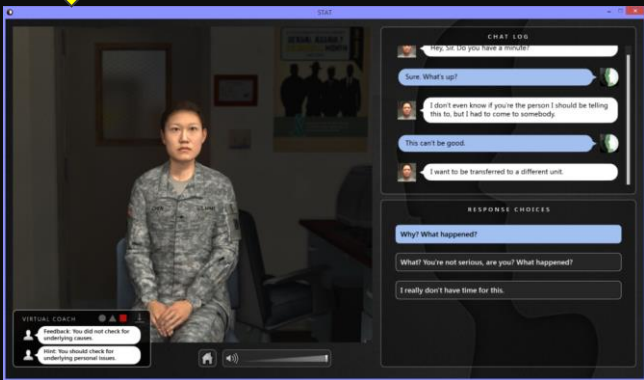 STAT
SEXUAL ASSAULT
MONTH
CHAT LOG
Hey, Sir. Do you have a minute?
Sure. What's up?
I don't even know if you're the person I should be telling
this to, but I had to come to somebody.
This can't be good.
I want to be transferred to a different unit.
RESPONSE CHOICES
Why? What happened?
What? You're not serious, are you? What happened?
I really don't have time for this.
VIRTUAL COACH
Feedback: You did not check for
underlying causes.
Hint: You should check for
underlying personal issues.